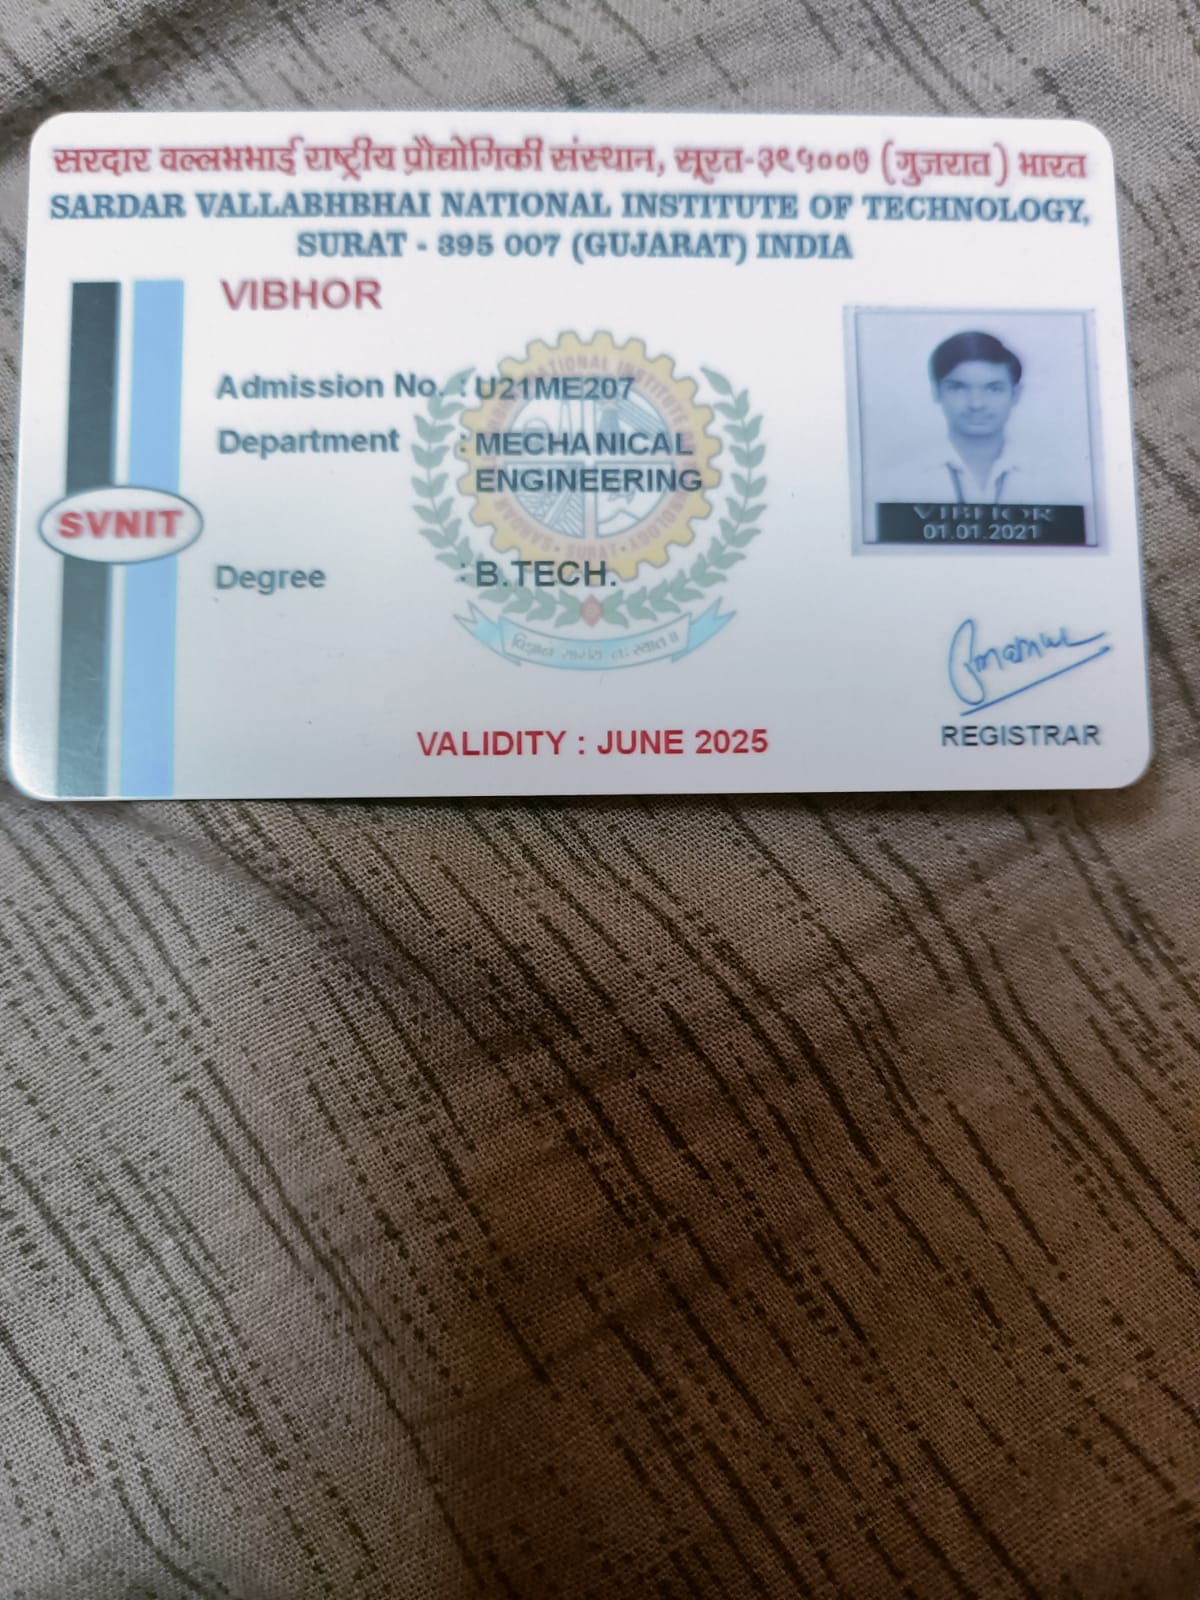 सरदार वल्लभभाई राष्ट्रीय प्रौद्योगिकी संस्थान, सूरत-३९५००७ (गुजरात) भारत
SARDAR VALLABHBHAI NATIONAL INSTITUTE OF TECHNOLOGY,
SURAT - 395 007 (GUJARAT) INDIA
VIBHOR
Admission No. : U21ME207
Department : MECHANICAL
ENGINEERING
SVNIT
VIBHOR
01.01.2021
Degree : B.TECH.
VALIDITY : JUNE 2025
REGISTRAR